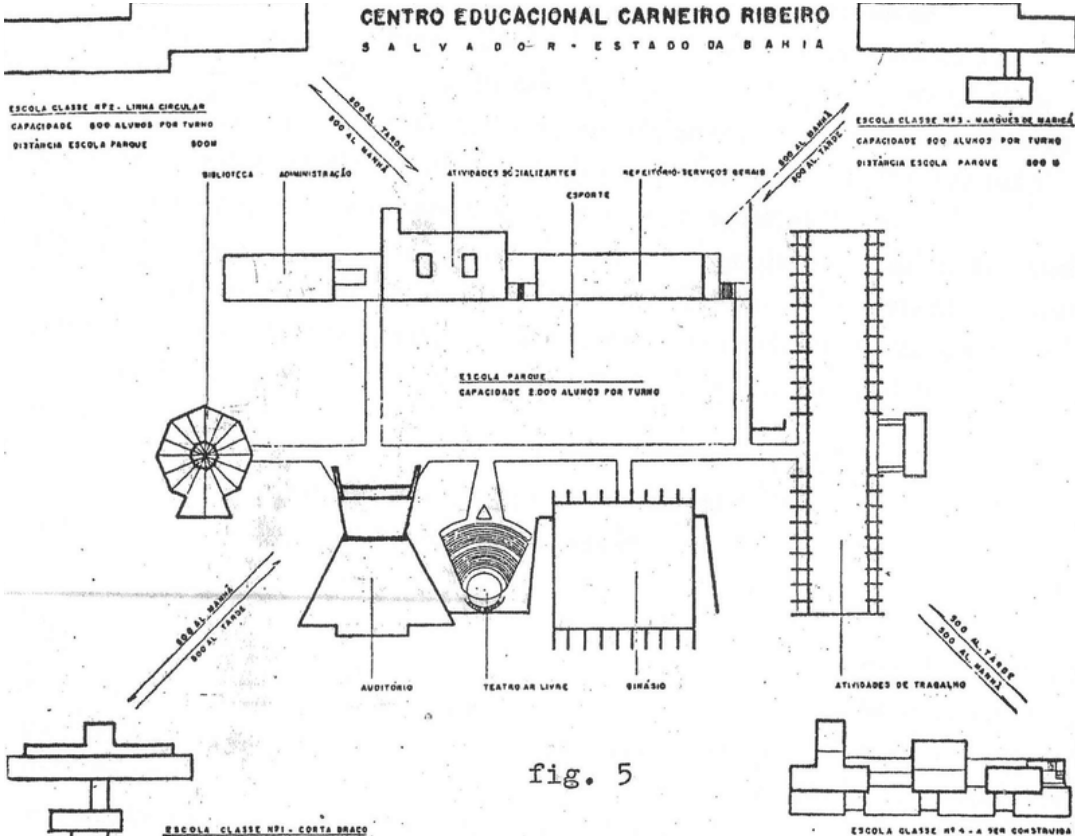 CENTRO EDUCACIONAL CARNEIRO RIBEIRO
SALVADOR - ESTADO DA BAHIA
ESCOLA CLASSE Nº2 - LINHA CIRCULAR
CAPACIDADE 500 ALUNOS POR TURNO
DISTÂNCIA ESCOLA PARQUE 500M
500 AL TARDE
500 AL MANHÃ
500 AL MANHÃ
500 AL TARDE
ESCOLA CLASSE Nº3 - MARQUÊS DE MARICÁ
CAPACIDADE 500 ALUNOS POR TURNO
DISTÂNCIA ESCOLA PARQUE
BIBLIOTECA
ADMINISTRAÇÃO
ATIVIDADES SOCIALIZANTES
ESPORTE
REFEITÓRIO-SERVIÇOS GERAIS
ESCOLA PARQUE
CAPACIDADE 2.000 ALUNOS POR TURNO
500 AL MANHÃ
500 AL TARDE
500 AL. TARDE
500 AL. MANHÃ
AUDITÓRIO
TEATRO AR LIVRE
GINÁSIO
ATIVIDADES DE TRABALHO
fig. 5
ESCOLA CLASSE Nº1 - CORTA BRAÇO
ESCOLA CLASSE Nº4 - A SER CONSTRUIDA